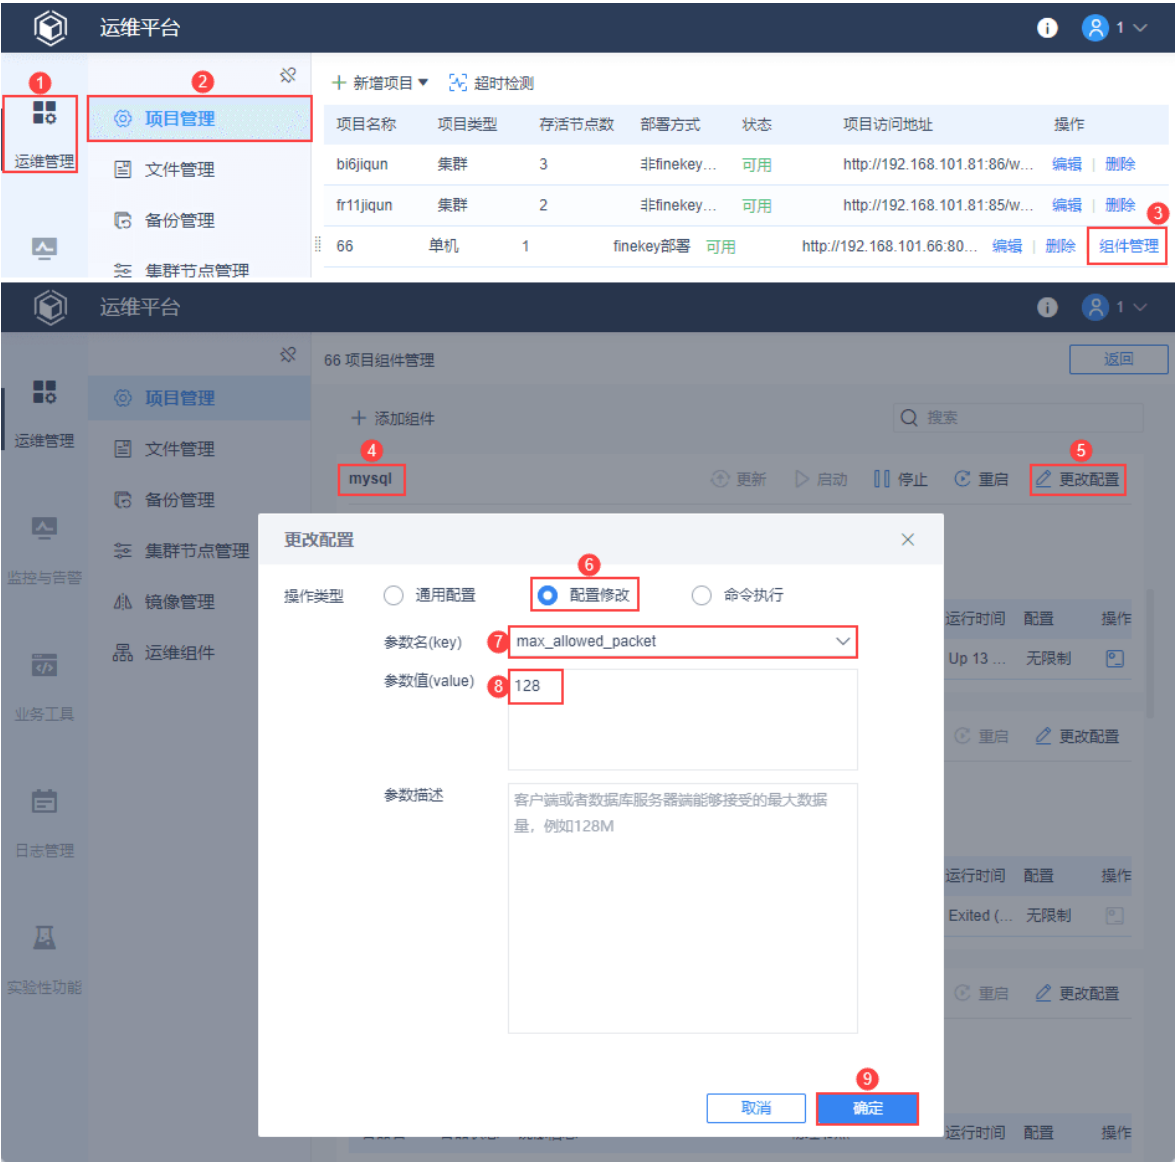 运维平台
1
1
2
运维管理
项目管理
文件管理
备份管理
集群节点管理
新增项目
超时检测
项目名称 项目类型 存活节点数 部署方式 状态 项目访问地址 操作
bi6jiqun 集群 3 非finekey... 可用 http://192.168.101.81:86/w... 编辑 | 删除
fr11jiqun 集群 2 非finekey... 可用 http://192.168.101.81:85/w... 编辑 | 删除
3
66 单机 1 finekey部署 可用 http://192.168.101.66:80... 编辑 | 删除 组件管理
运维平台
1
运维管理
监控与告警
业务工具
日志管理
实验性功能
项目管理
文件管理
备份管理
集群节点管理
镜像管理
运维组件
66 项目组件管理
返回
添加组件
搜索
4
5
mysql
更新 启动 停止 重启 更改配置
更改配置
6
操作类型 通用配置 配置修改 命令执行
参数名(key) 7 max_allowed_packet
参数值(value) 8 128
参数描述
客户端或者数据库服务器端能够接受的最大数据
量，例如128M
9
取消 确定
运行时间 配置 操作
Up 13 ... 无限制
重启 更改配置
运行时间 配置 操作
Exited (... 无限制
重启 更改配置
运行时间 配置 操作